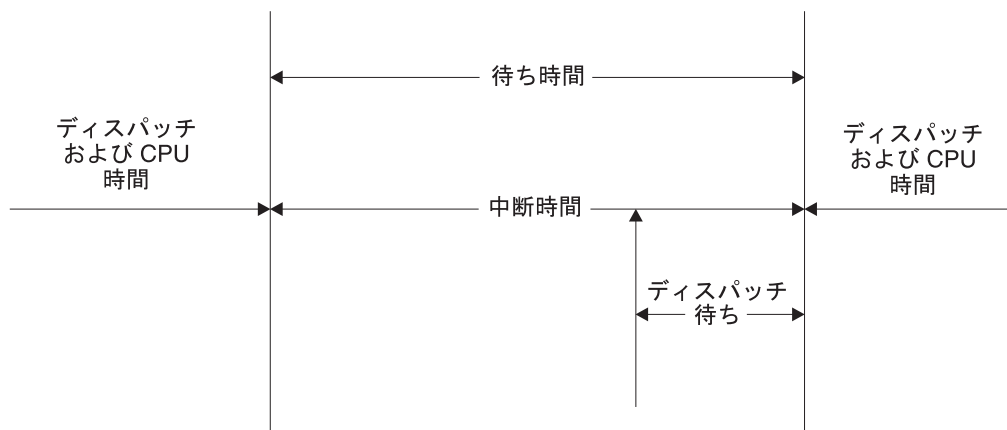 待ち時間
ディスパッチ
および CPU
時間
ディスパッチ
および CPU
時間
中断時間
ディスパッチ
待ち